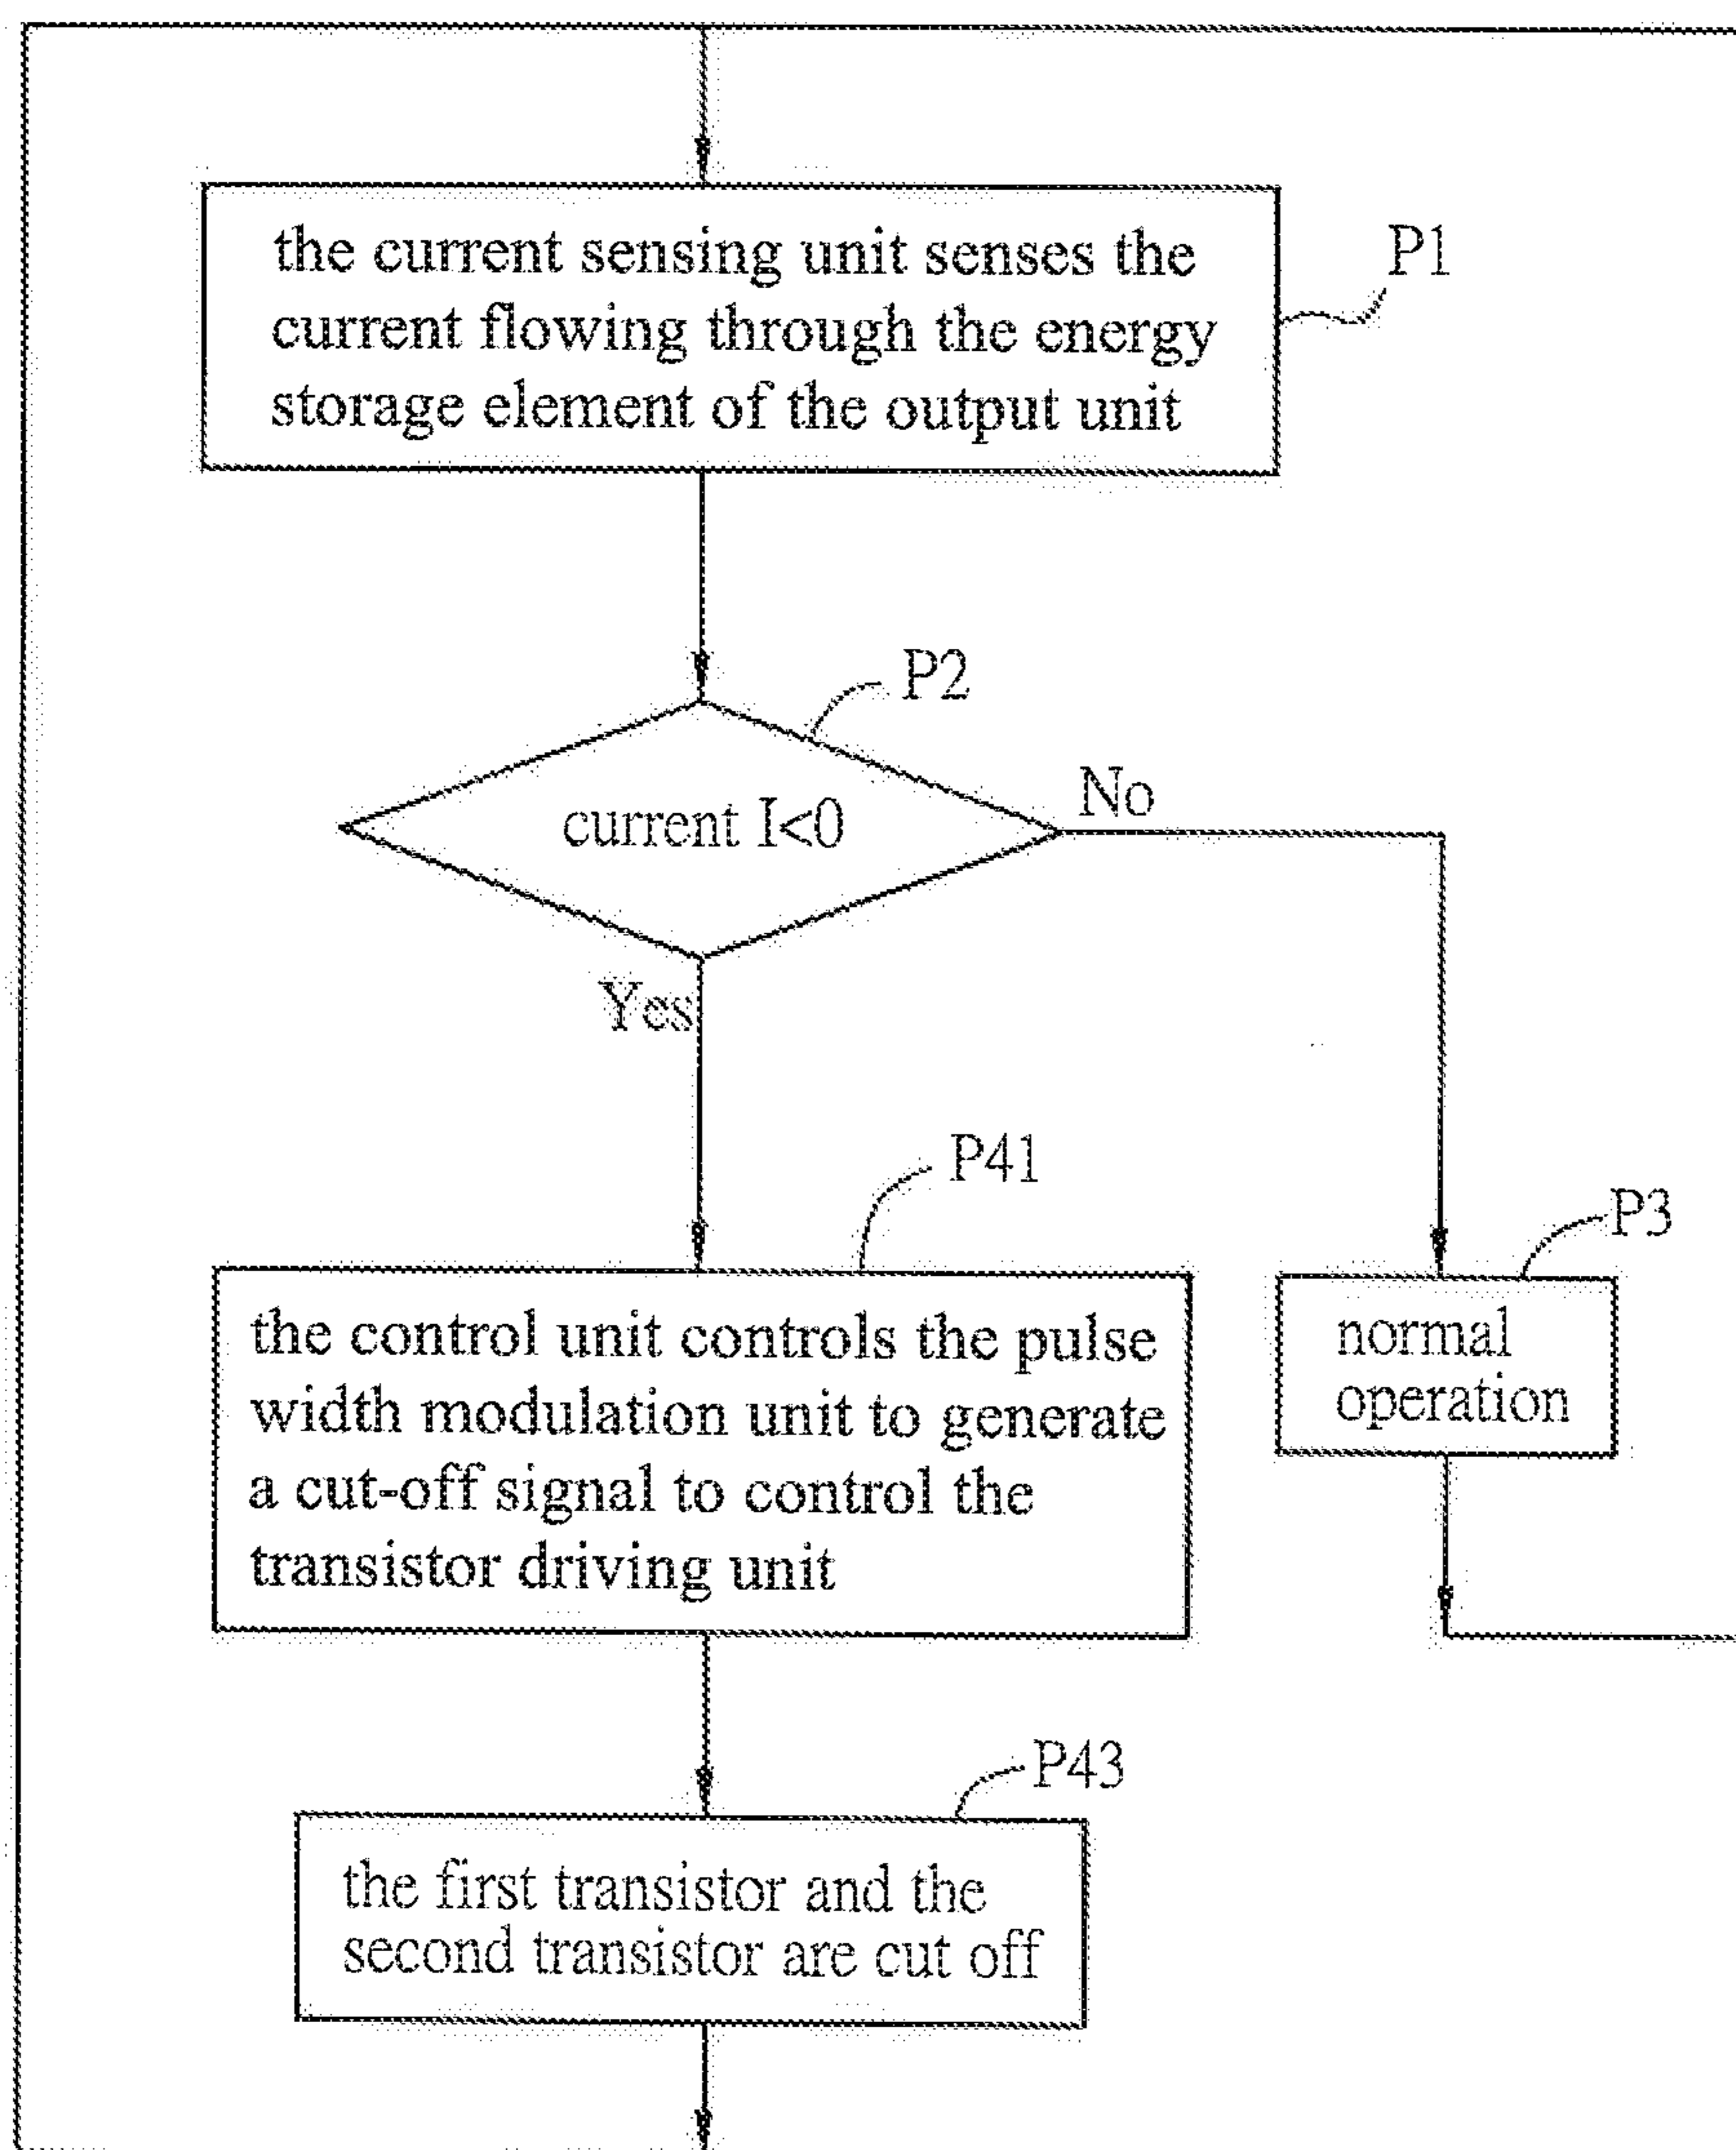 the current sensing unit senses the
current flowing through the energy
storage element of the output unit
P1
P2
current I<0
No
Yes
P41
the control unit controls the pulse
width modulation unit to generate
a cut-off signal to control the
transistor driving unit
P3
normal
operation
P43
the first transistor and the
second transistor are cut off